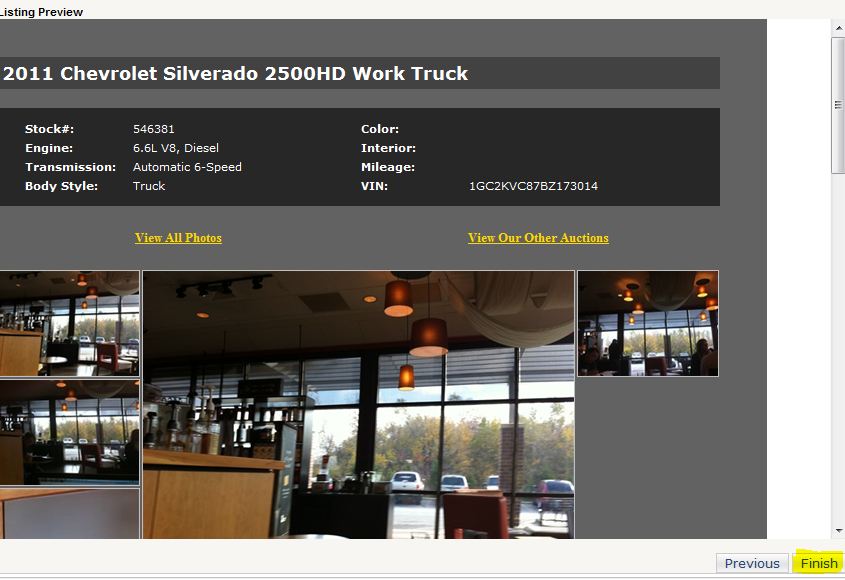 Listing Preview
2011 Chevrolet Silverado 2500HD Work Truck
Stock#: 546381 Color:
Engine: 6.6L V8, Diesel Interior:
Transmission: Automatic 6-Speed Mileage:
Body Style: Truck VIN: 1GC2KVC87BZ173014
View All Photos View Our Other Auctions
Previous Finish